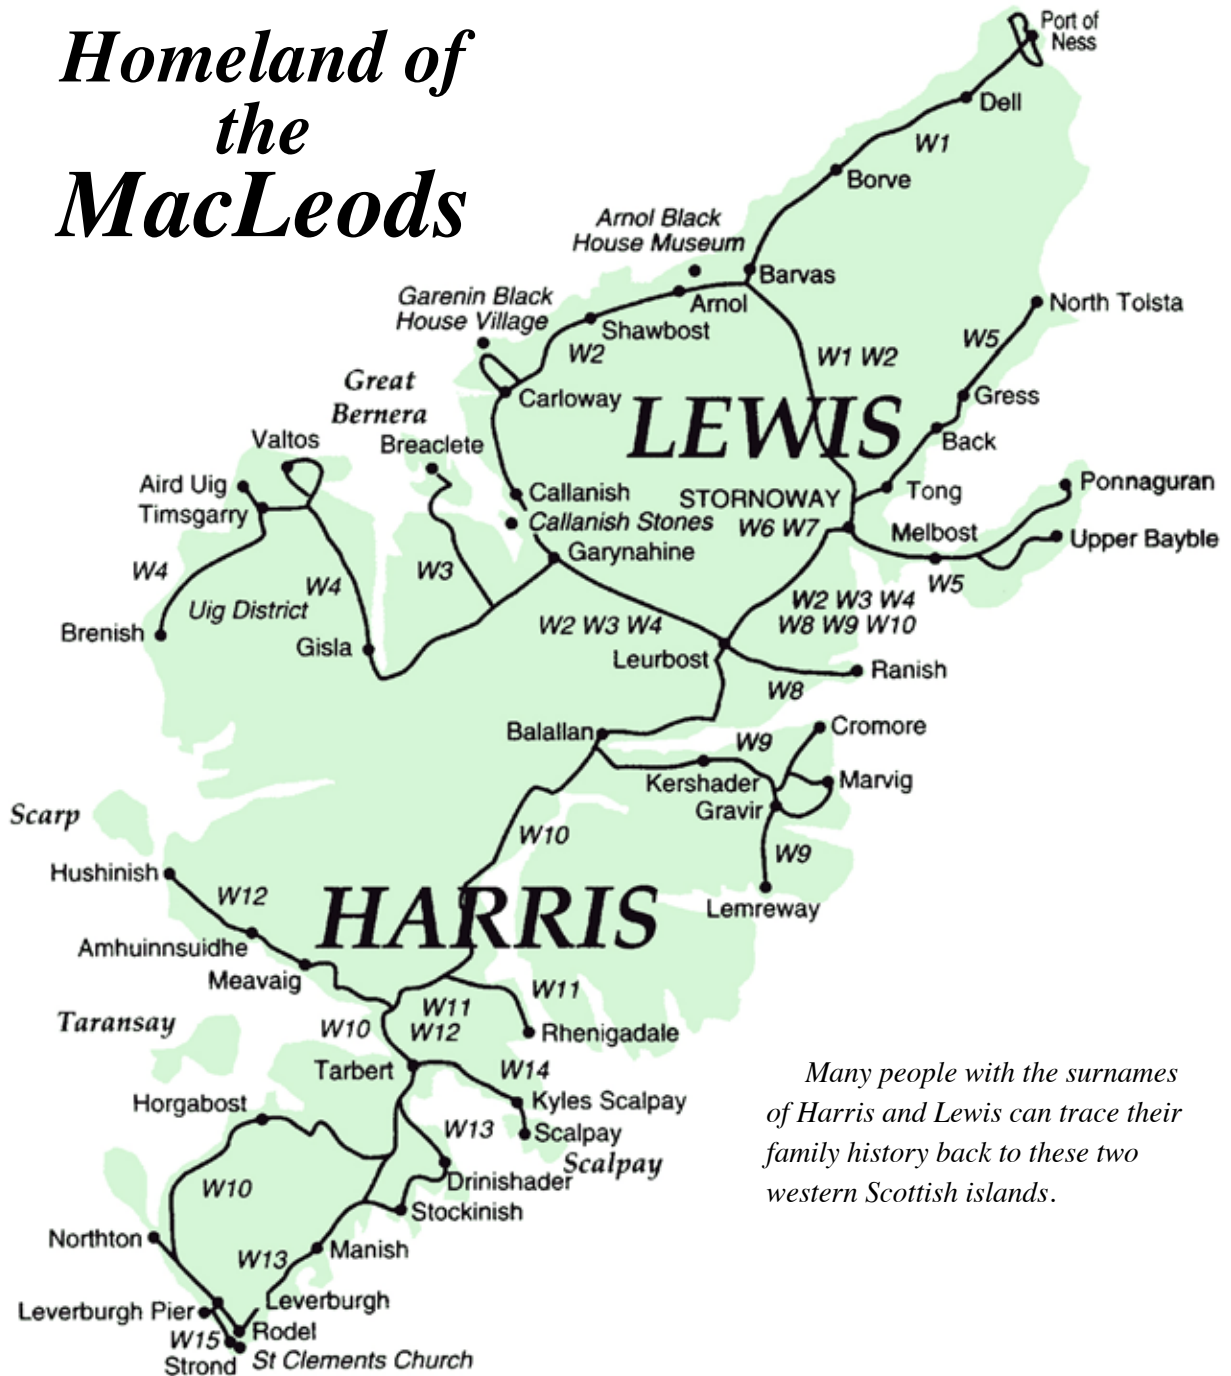 Homeland of
the
MacLeods
Port of
Ness
Dell
W1
Borve
Arnol Black
House Museum
Barvas
Garenin Black
House Village
Arnol
North Tolsta
Shawbost
W5
W2
W1 W2
Great
Bernera
Carloway
LEWIS
Gress
Valtos
Breaclete
Back
Aird Uig
Callanish
STORNOWAY
Tong
Ponnaguran
Timsgarry
Callanish Stones
W6 W7
Melbost
Upper Bayble
Garynahine
W4
W3
W4
W5
Uig District
W2 W3 W4
W2 W3 W4
W8 W9 W10
Brenish
Gisla
Leurbost
Ranish
W8
Balallan
W9
Cromore
Kershader
Marvig
Scarp
Gravir
W10
W9
Hushinish
W12
HARRIS
Lemreway
Amhuinnsuidhe
Meavaig
W11
W11
Taransay
W10
W12
Rhenigadale
Tarbert
W14
Horgabost
Kyles Scalpay
W13
Scalpay
Scalpay
Drinishader
W10
Stockinish
Northton
W13
Manish
Leverburgh
Leverburgh Pier
Rodel
W15
Strond
St Clements Church
Many people with the surnames
of Harris and Lewis can trace their
family history back to these two
western Scottish islands.